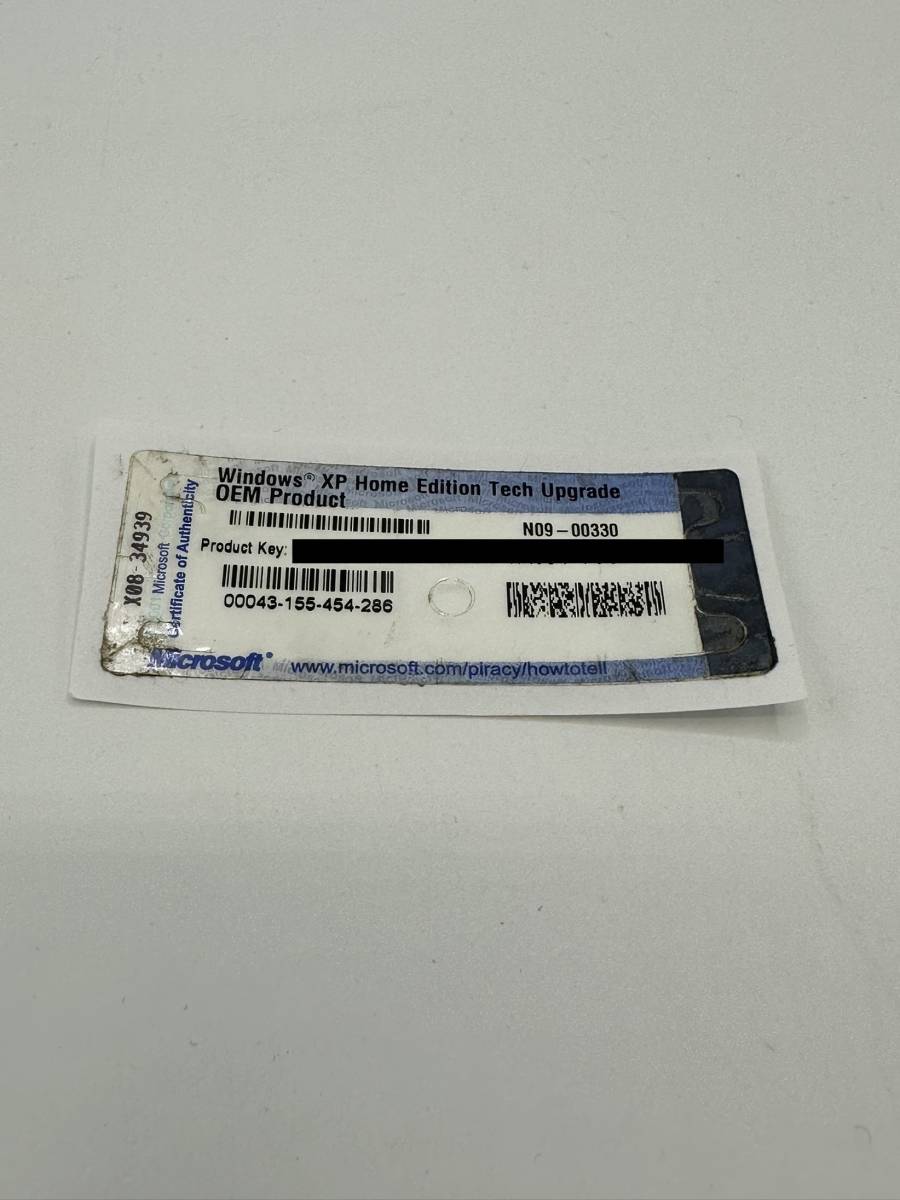 Windows® XP Home Edition Tech Upgrade
OEM Product
N09-00330
Product Key:
00043-155-454-286
Microsoft® www.microsoft.com/piracy/howtotell
X08-34939
Microsoft
Certificate of Authenticity